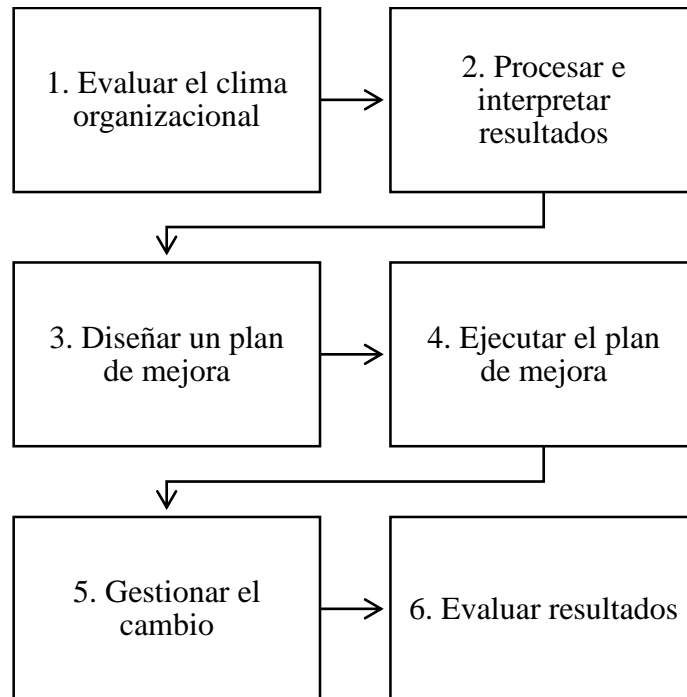 1. Evaluar el clima
organizacional
2. Procesar e
interpretar
resultados
3. Diseñar un plan
de mejora
4. Ejecutar el plan
de mejora
5. Gestionar el
cambio
6. Evaluar resultados